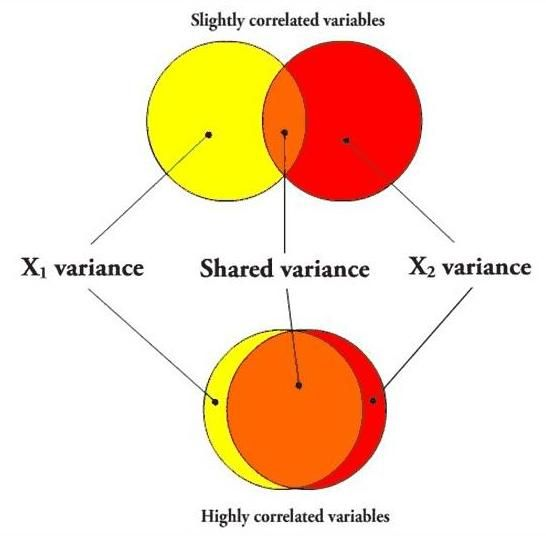 Slightly correlated variables
X₁ variance Shared variance X₂ variance
Highly correlated variables